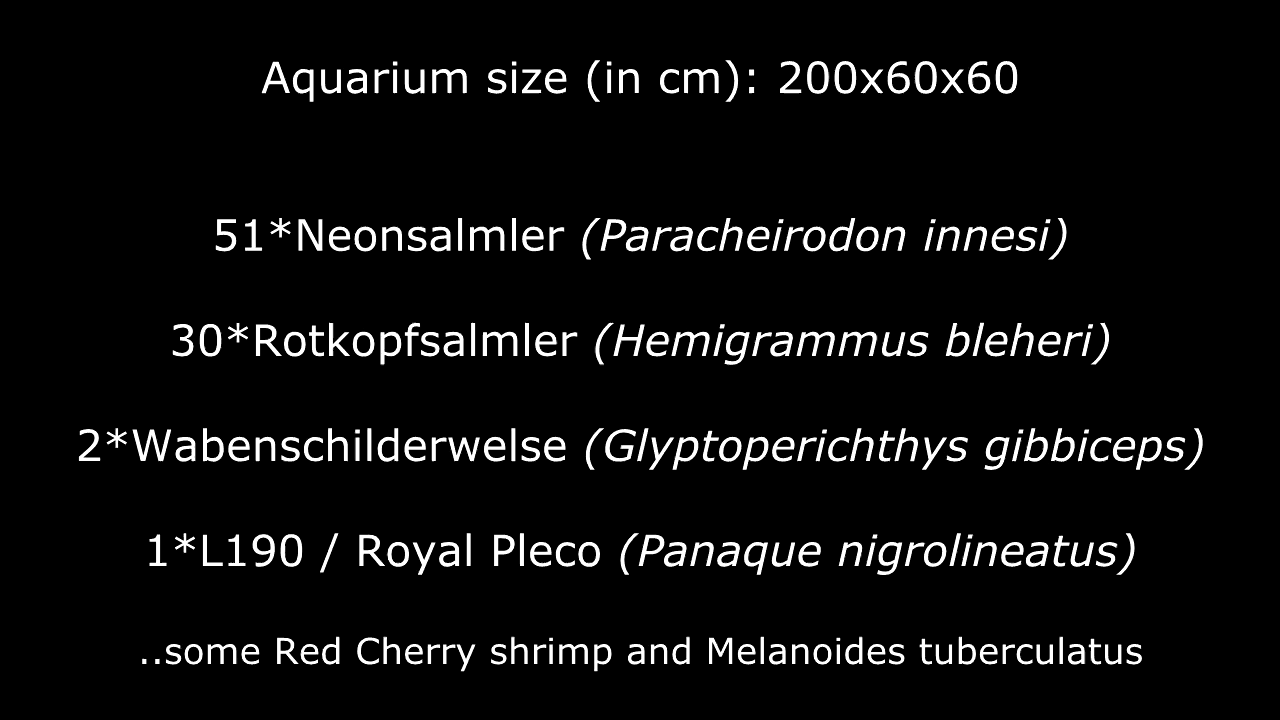 Aquarium size (in cm): 200x60x60
51*Neonsalmler (Paracheirodon innesi)
30*Rotkopfsalmler (Hemigrammus bleheri)
2*Wabenschilderwelse (Glyptoperichthys gibbiceps)
1*L190 / Royal Pleco (Panaque nigrolineatus)
..some Red Cherry shrimp and Melanoides tuberculatus